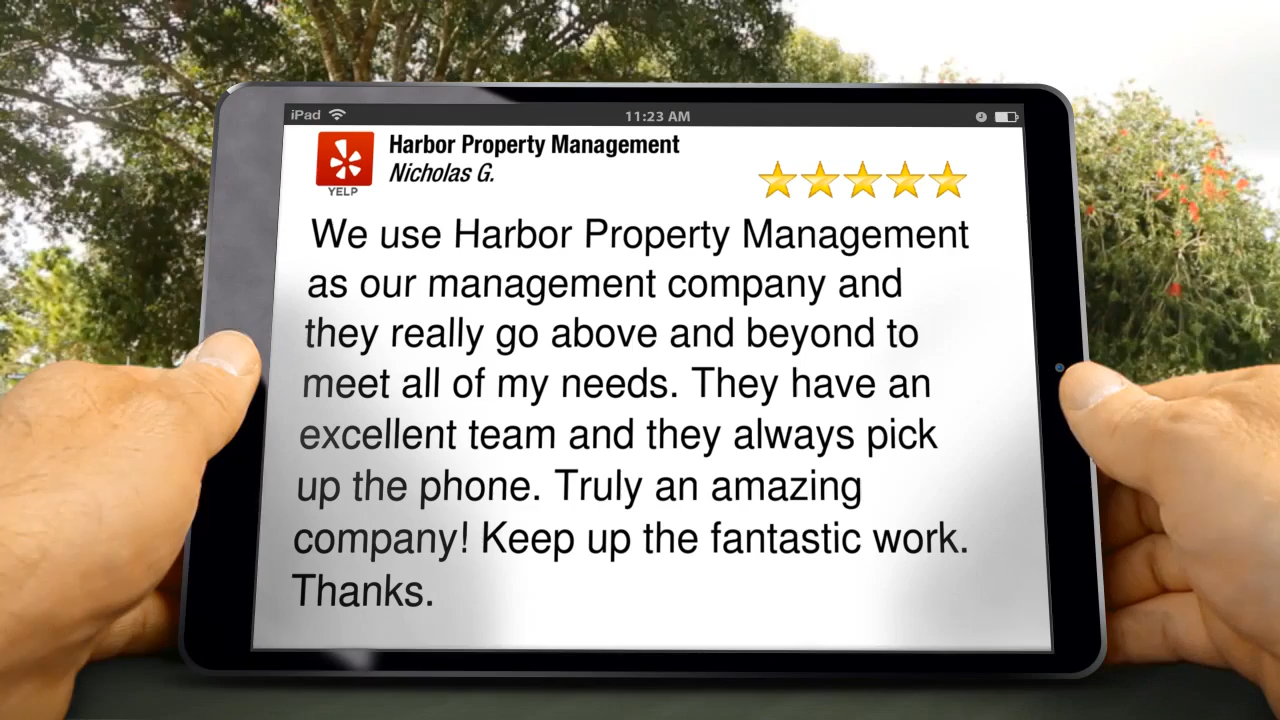 iPad 11:23 AM
Harbor Property Management
Nicholas G.
YELP
We use Harbor Property Management
as our management company and
they really go above and beyond to
meet all of my needs. They have an
excellent team and they always pick
up the phone. Truly an amazing
company! Keep up the fantastic work.
Thanks.